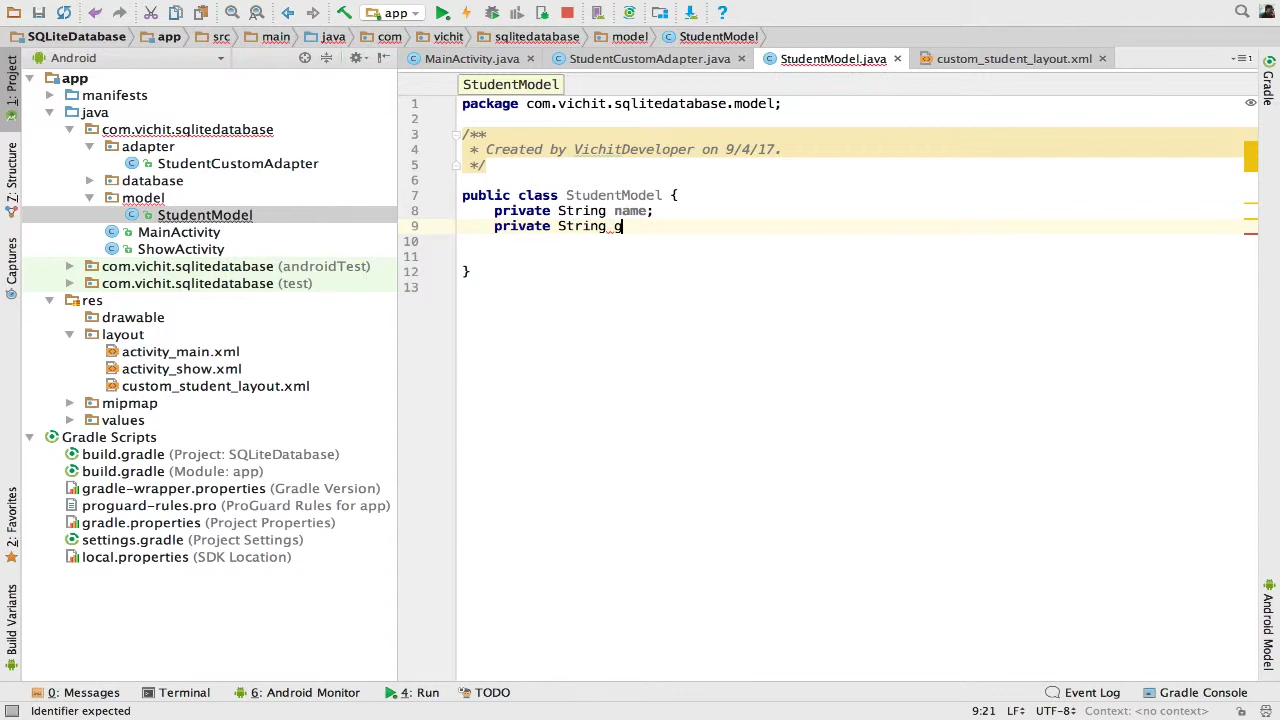 app
SQLiteDatabase app src main java com vichit sqlitedatabase model StudentModel
Android
MainActivity.java StudentCustomAdapter.java StudentModel.java custom_student_layout.xml
1: Project
Z: Structure
Captures
2: Favorites
Build Variants
app
manifests
java
com.vichit.sqlitedatabase
adapter
StudentCustomAdapter
database
model
StudentModel
MainActivity
ShowActivity
com.vichit.sqlitedatabase (androidTest)
com.vichit.sqlitedatabase (test)
res
drawable
layout
activity_main.xml
activity_show.xml
custom_student_layout.xml
mipmap
values
Gradle Scripts
build.gradle (Project: SQLiteDatabase)
build.gradle (Module: app)
gradle-wrapper.properties (Gradle Version)
proguard-rules.pro (ProGuard Rules for app)
gradle.properties (Project Properties)
settings.gradle (Project Settings)
local.properties (SDK Location)
StudentModel
1 package com.vichit.sqlitedatabase.model;
2
3 /**
4 * Created by VichitDeveloper on 9/4/17.
5 */
6
7 public class StudentModel {
8 private String name;
9 private String g
10
11
12 }
13
Gradle
Android Model
0: Messages Terminal 6: Android Monitor 4: Run TODO Event Log Gradle Console
Identifier expected 9:21 LF UTF-8 Context: <no context>